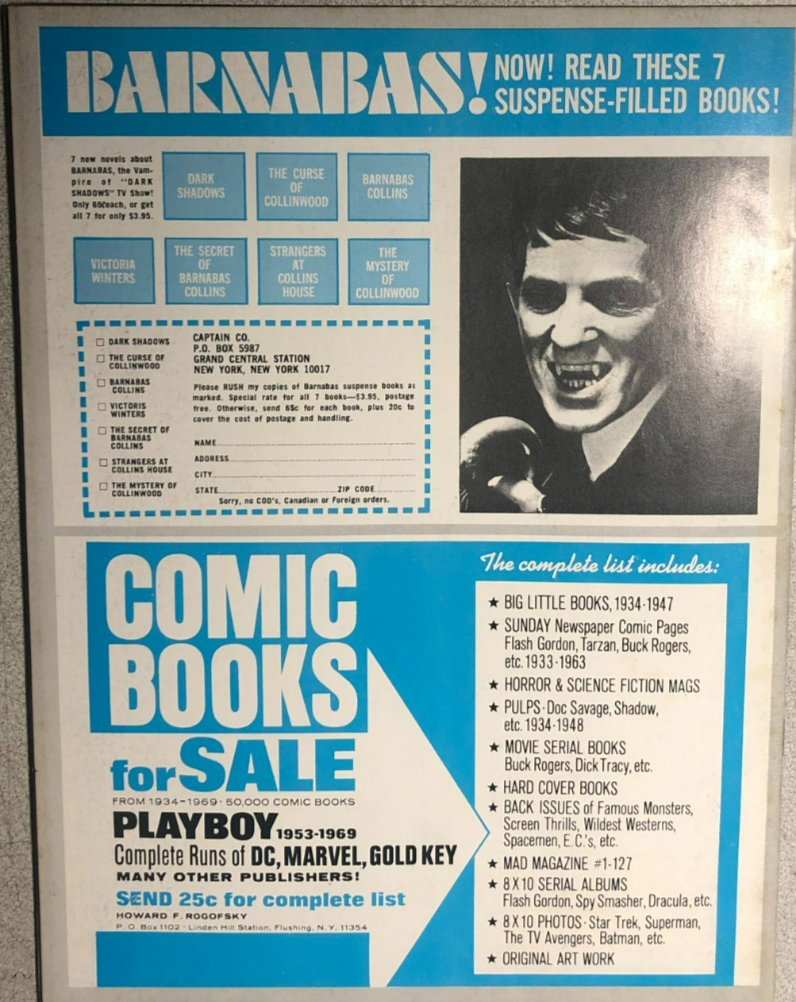 BARNABAS!
NOW! READ THESE 7
SUSPENSE-FILLED BOOKS!
7 new novels about
BARNABAS, the Vam-
pire of "DARK
SHADOWS" TV Show!
Only 65¢each, or get
all 7 for only $3.95.
DARK
SHADOWS
THE CURSE
OF
COLLINWOOD
BARNABAS
COLLINS
VICTORIA
WINTERS
THE SECRET
OF
BARNABAS
COLLINS
STRANGERS
AT
COLLINS
HOUSE
THE
MYSTERY
OF
COLLINWOOD
DARK SHADOWS
THE CURSE OF
COLLINWOOD
BARNABAS
COLLINS
VICTORIS
WINTERS
THE SECRET OF
BARNABAS
COLLINS
STRANGERS AT
COLLINS HOUSE
THE MYSTERY OF
COLLINWOOD
CAPTAIN CO.
P.O. BOX 5987
GRAND CENTRAL STATION
NEW YORK, NEW YORK 10017
Please RUSH my copies of Barnabas suspense books as
marked. Special rate for all 7 books—$3.95, postage
free. Otherwise, send 65c for each book, plus 20c to
cover the cost of postage and handling.
NAME
ADDRESS
CITY
STATE ZIP CODE
Sorry, no COD's, Canadian or Foreign orders.
COMIC
BOOKS
for SALE
FROM 1934-1969 · 50,000 COMIC BOOKS
PLAYBOY 1953-1969
Complete Runs of DC, MARVEL, GOLD KEY
MANY OTHER PUBLISHERS!
SEND 25c for complete list
HOWARD F. ROGOFSKY
P.O. Box 1102 · Linden Hill Station, Flushing, N.Y. 11354
The complete list includes:
★ BIG LITTLE BOOKS, 1934-1947
★ SUNDAY Newspaper Comic Pages
Flash Gordon, Tarzan, Buck Rogers,
etc. 1933-1963
★ HORROR & SCIENCE FICTION MAGS
★ PULPS · Doc Savage, Shadow,
etc. 1934-1948
★ MOVIE SERIAL BOOKS
Buck Rogers, Dick Tracy, etc.
★ HARD COVER BOOKS
★ BACK ISSUES of Famous Monsters,
Screen Thrills, Wildest Westerns,
Spacemen, E.C.'s, etc.
★ MAD MAGAZINE #1-127
★ 8X10 SERIAL ALBUMS
Flash Gordon, Spy Smasher, Dracula, etc.
★ 8X10 PHOTOS · Star Trek, Superman,
The TV Avengers, Batman, etc.
★ ORIGINAL ART WORK